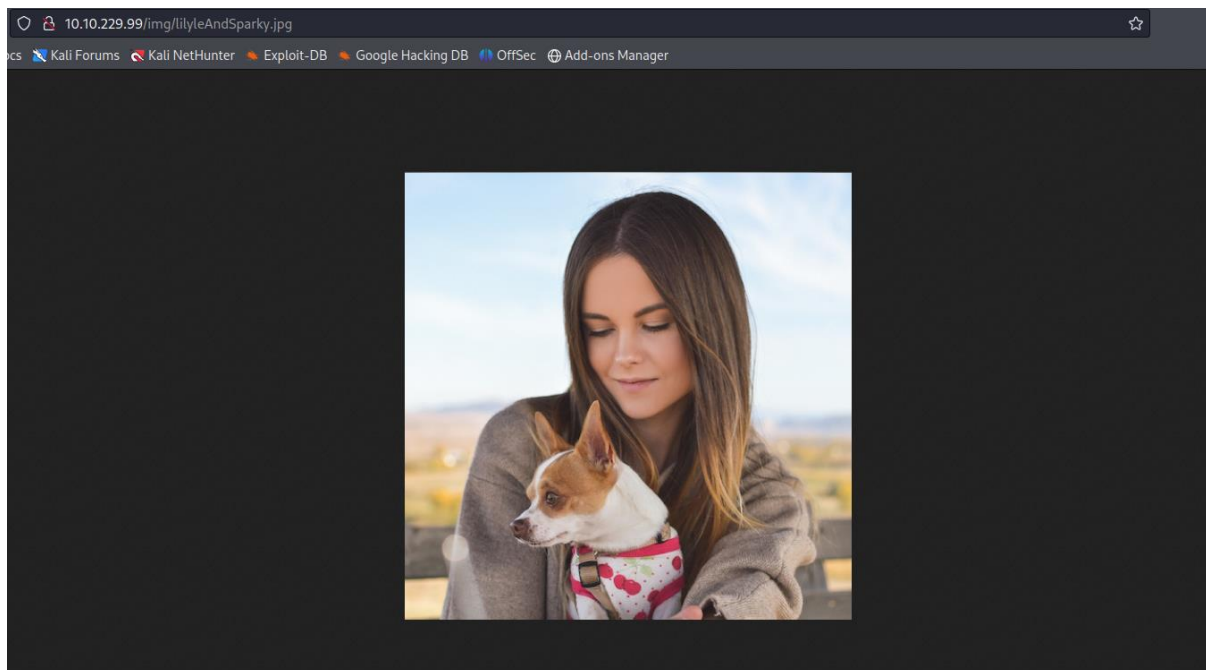 10.10.229.99/img/lilyleAndSparky.jpg
ocs Kali Forums Kali NetHunter Exploit-DB Google Hacking DB OffSec Add-ons Manager